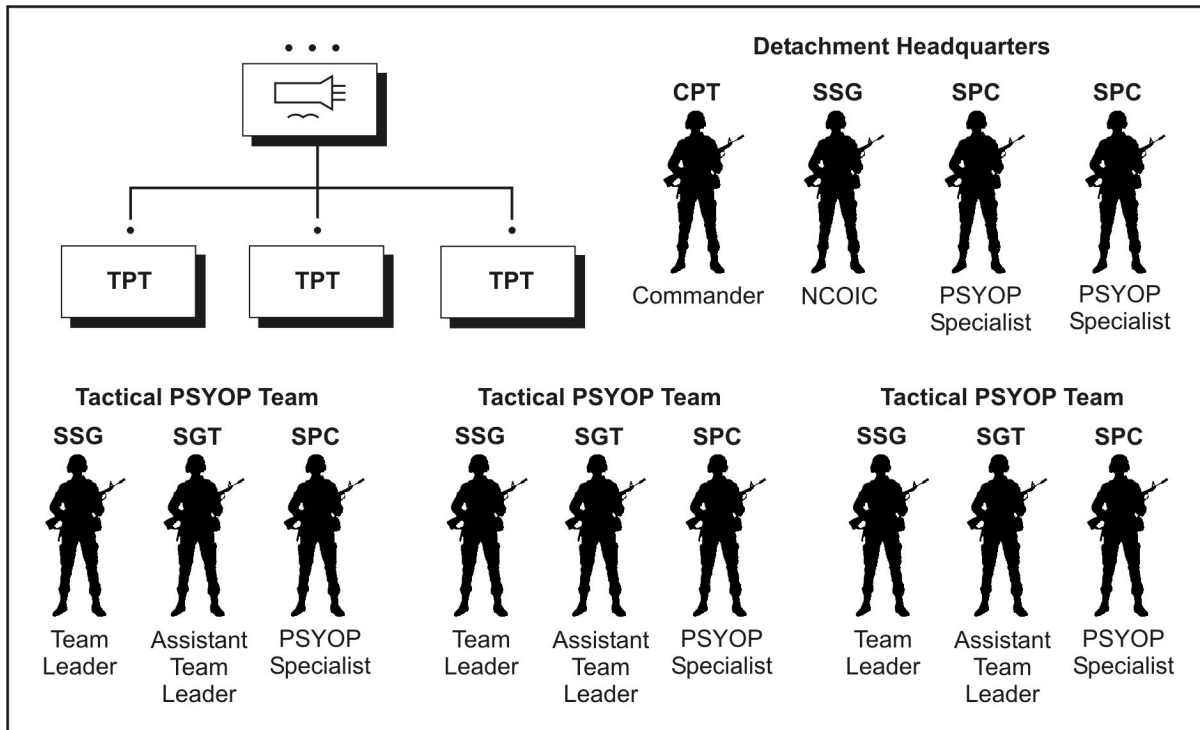 Detachment Headquarters
CPT SSG SPC SPC
TPT TPT TPT
Commander NCOIC PSYOP Specialist PSYOP Specialist
Tactical PSYOP Team Tactical PSYOP Team Tactical PSYOP Team
SSG SGT SPC SSG SGT SPC SSG SGT SPC
Team Leader Assistant Team Leader PSYOP Specialist Team Leader Assistant Team Leader PSYOP Specialist Team Leader Assistant Team Leader PSYOP Specialist